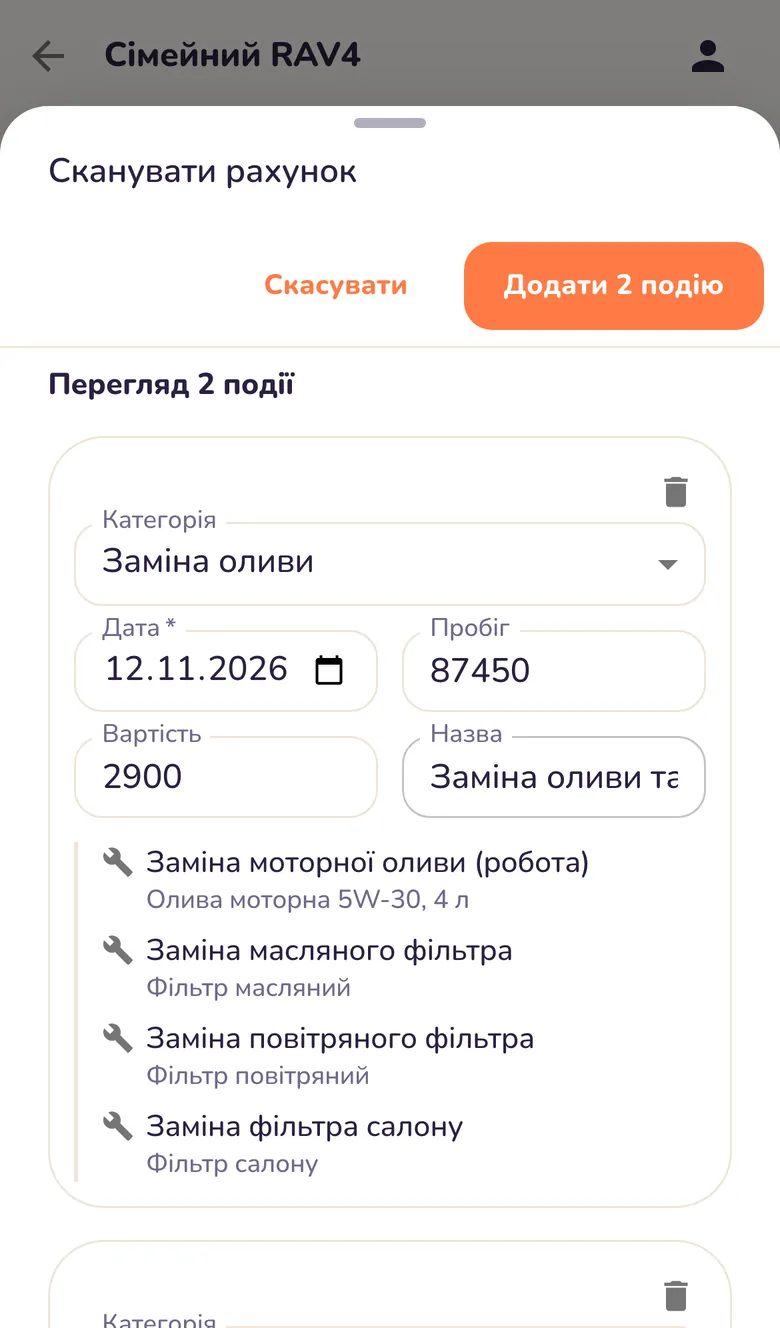 Сімейний RAV4
Сканувати рахунок
Скасувати
Додати 2 подію
Перегляд 2 події
Категорія
Заміна оливи
Дата *
Пробіг
12.11.2026
87450
Вартість
Назва
2900
Заміна оливи та
Заміна моторної оливи (робота)
Олива моторна 5W-30, 4 л
Заміна масляного фільтра
Фільтр масляний
Заміна повітряного фільтра
Фільтр повітряний
Заміна фільтра салону
Фільтр салону
Категорія